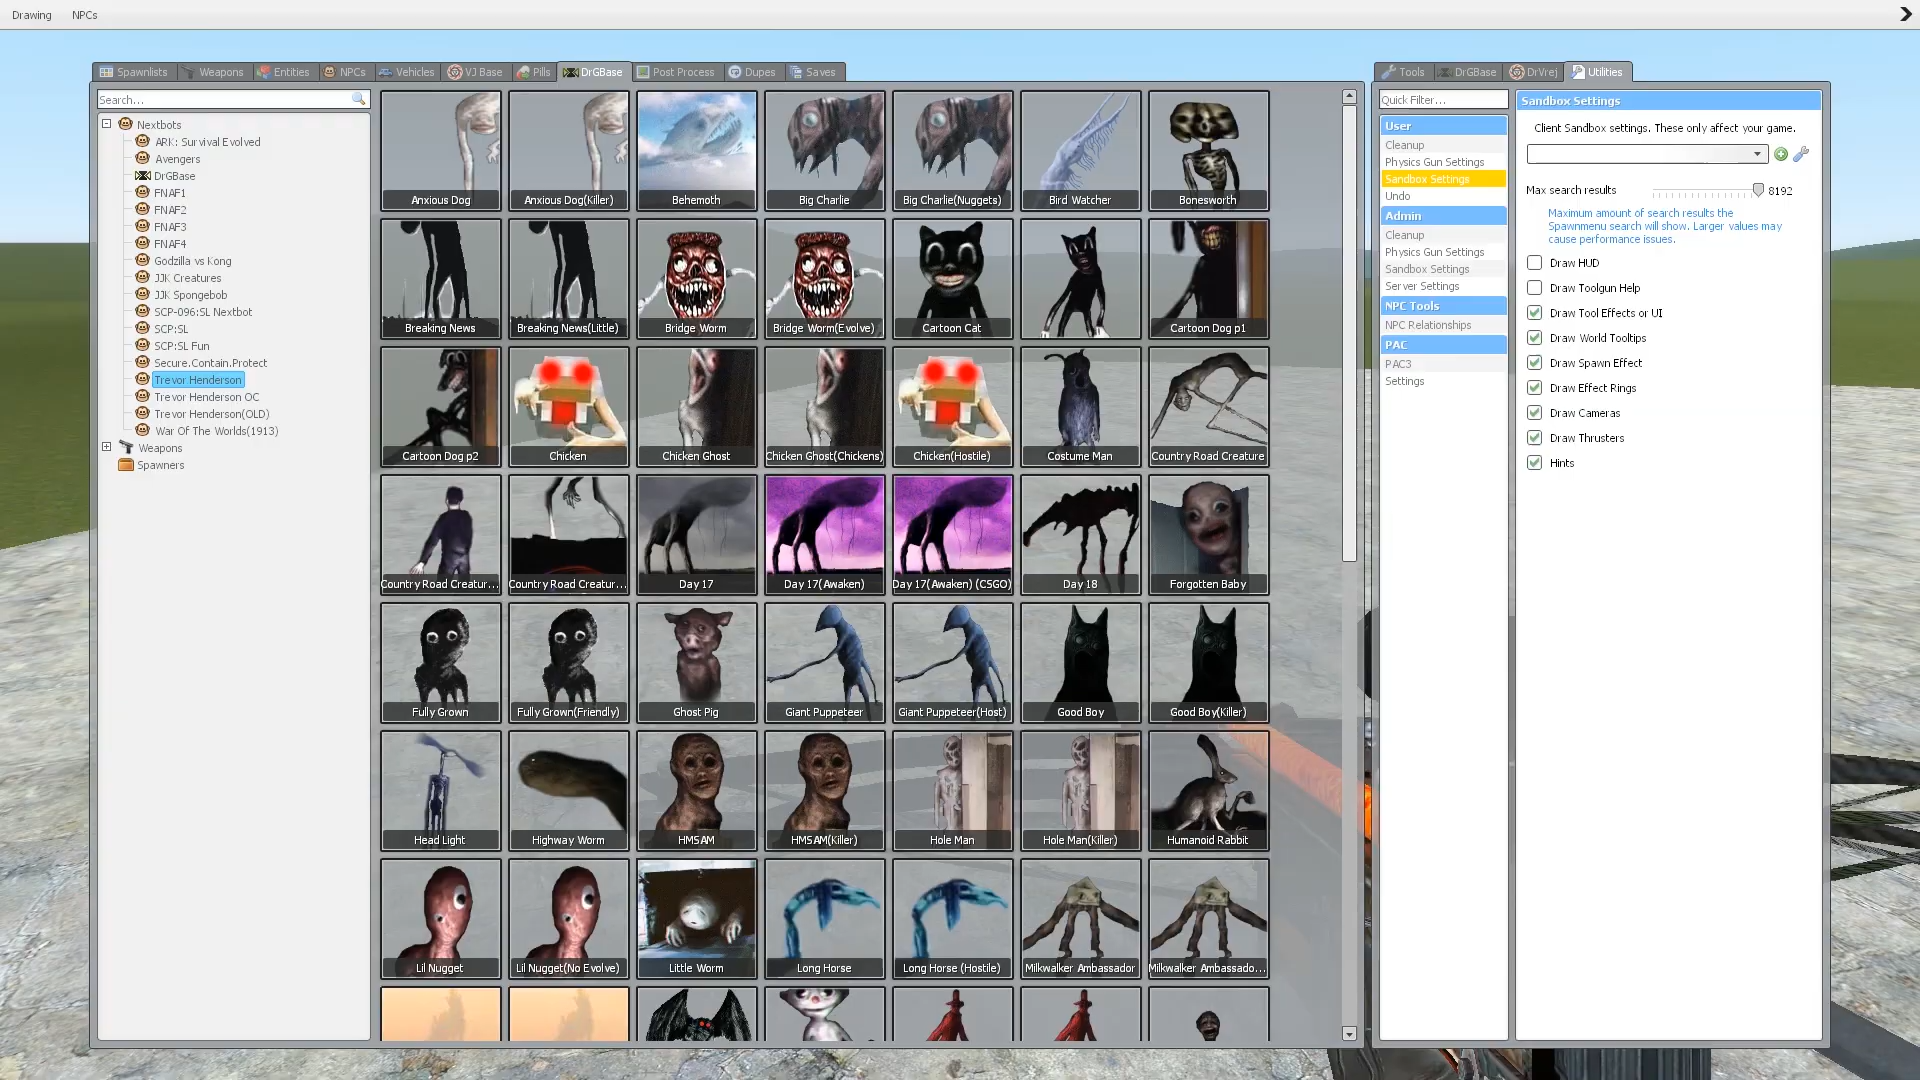 Drawing NPCs
Spawnlists Weapons Entities NPCs Vehicles VJ Base Pills DrGBase Post Process Dupes Saves
Search...
Nextbots
ARK: Survival Evolved
Avengers
DrGBase
FNAF1
FNAF2
FNAF3
FNAF4
Godzilla vs Kong
JJK Creatures
JJK Spongebob
SCP-096:SL Nextbot
SCP:SL
SCP:SL Fun
Secure.Contain.Protect
Trevor Henderson
Trevor Henderson OC
Trevor Henderson(OLD)
War Of The Worlds(1913)
Weapons
Spawners
Anxious Dog Anxious Dog(Killer) Behemoth Big Charlie Big Charlie(Nuggets) Bird Watcher Bonesworth
Breaking News Breaking News(Little) Bridge Worm Bridge Worm(Evolve) Cartoon Cat Cartoon Dog p1
Cartoon Dog p2 Chicken Chicken Ghost Chicken Ghost(Chickens) Chicken(Hostile) Costume Man Country Road Creature
Country Road Creatur... Country Road Creatur... Day 17 Day 17(Awaken) Day 17(Awaken) (CSGO) Day 18 Forgotten Baby
Fully Grown Fully Grown(Friendly) Ghost Pig Giant Puppeteer Giant Puppeteer(Host) Good Boy Good Boy(Killer)
Head Light Highway Worm HMSAM HMSAM(Killer) Hole Man Hole Man(Killer) Humanoid Rabbit
Lil Nugget Lil Nugget(No Evolve) Little Worm Long Horse Long Horse (Hostile) Milkwalker Ambassador Milkwalker Ambassado...
Tools DrGBase DrVrej Utilities
Quick Filter...
User
Cleanup
Physics Gun Settings
Sandbox Settings
Undo
Admin
Cleanup
Physics Gun Settings
Sandbox Settings
Server Settings
NPC Tools
NPC Relationships
PAC
PAC3
Settings
Sandbox Settings
Client Sandbox settings. These only affect your game.
Max search results 8192
Maximum amount of search results the
Spawnmenu search will show. Larger values may
cause performance issues.
Draw HUD
Draw Toolgun Help
Draw Tool Effects or UI
Draw World Tooltips
Draw Spawn Effect
Draw Effect Rings
Draw Cameras
Draw Thrusters
Hints